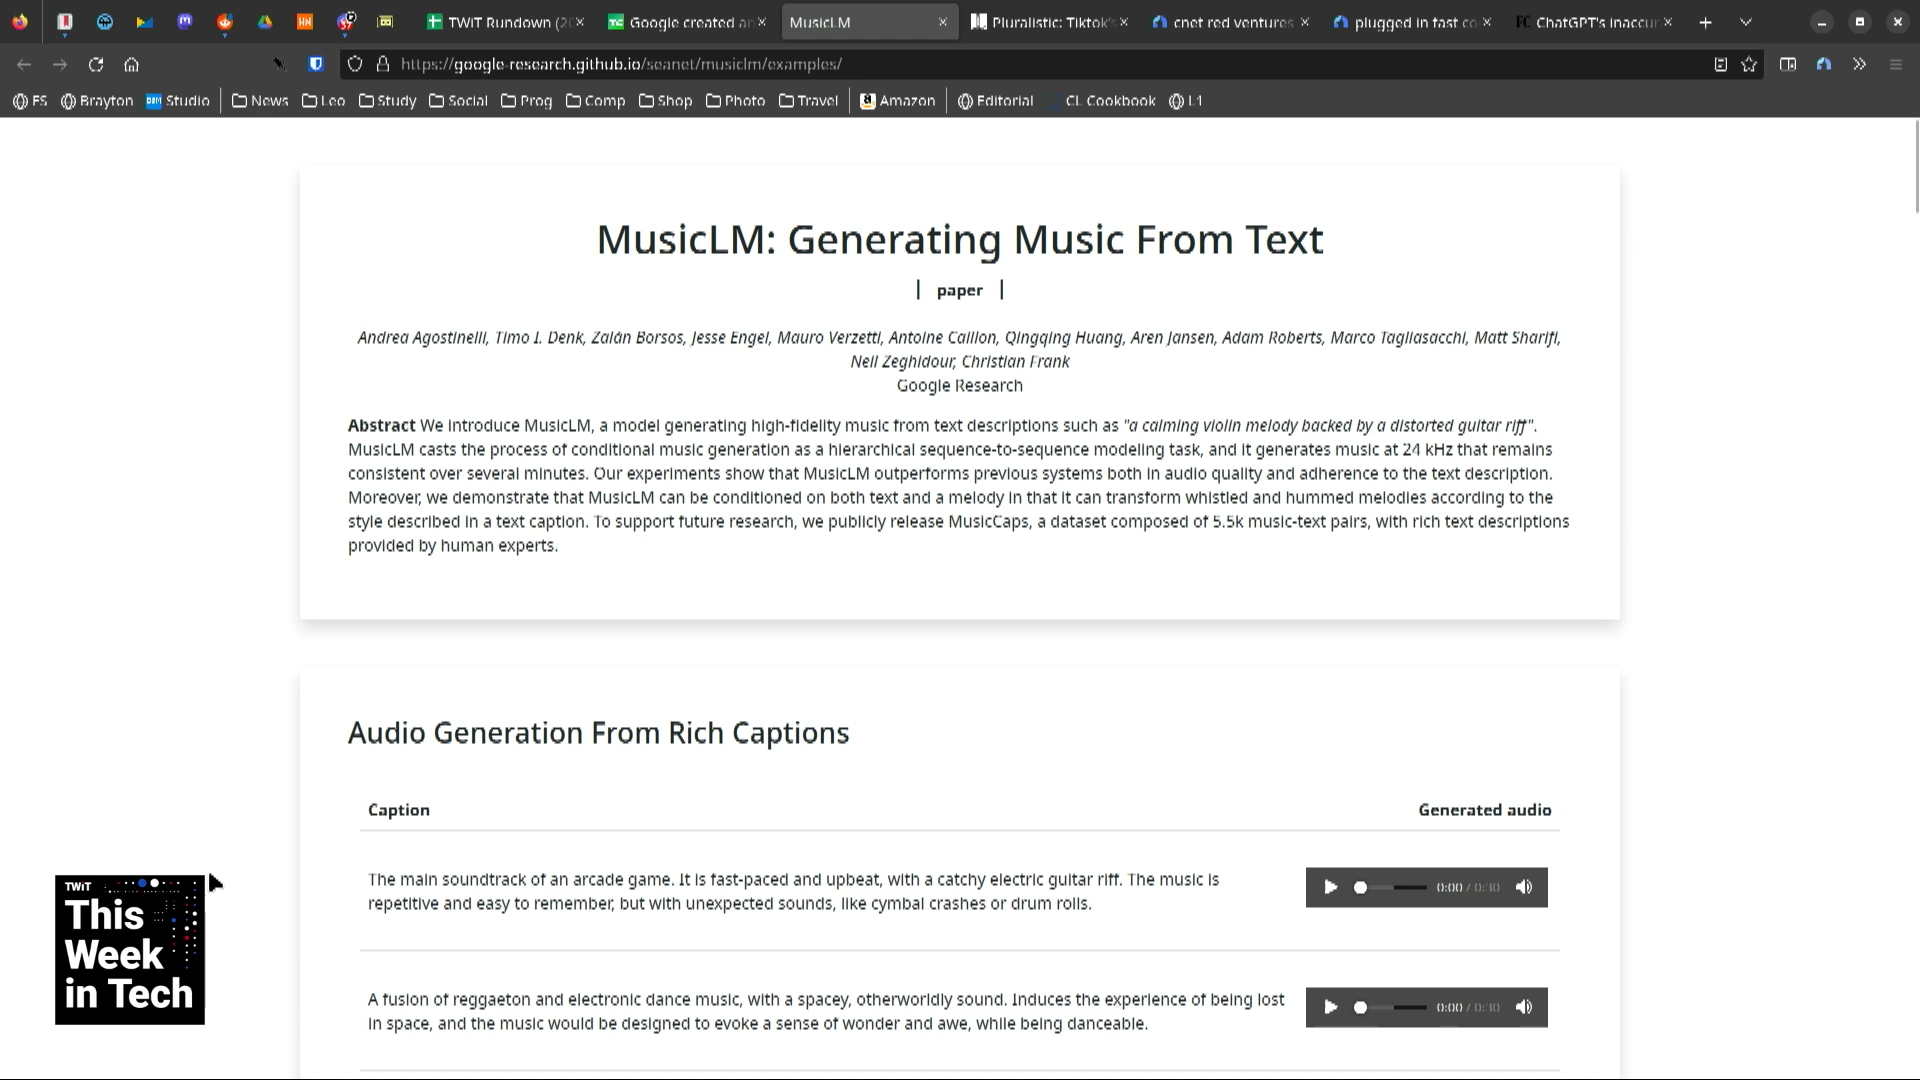 TWiT Rundown (20
Google created an
MusicLM
Pluralistic: Tiktok's
cnet red ventures
plugged in fast co
FC ChatGPT's inaccur
https://google-research.github.io/seanet/musiclm/examples/
FS Brayton Studio News Leo Study Social Prog Comp Shop Photo Travel Amazon Editorial CL Cookbook L1
MusicLM: Generating Music From Text
| paper |
Andrea Agostinelli, Timo I. Denk, Zalán Borsos, Jesse Engel, Mauro Verzetti, Antoine Caillon, Qingqing Huang, Aren Jansen, Adam Roberts, Marco Tagliasacchi, Matt Sharifi,
Neil Zeghidour, Christian Frank
Google Research
Abstract We introduce MusicLM, a model generating high-fidelity music from text descriptions such as "a calming violin melody backed by a distorted guitar riff".
MusicLM casts the process of conditional music generation as a hierarchical sequence-to-sequence modeling task, and it generates music at 24 kHz that remains
consistent over several minutes. Our experiments show that MusicLM outperforms previous systems both in audio quality and adherence to the text description.
Moreover, we demonstrate that MusicLM can be conditioned on both text and a melody in that it can transform whistled and hummed melodies according to the
style described in a text caption. To support future research, we publicly release MusicCaps, a dataset composed of 5.5k music-text pairs, with rich text descriptions
provided by human experts.
Audio Generation From Rich Captions
Caption Generated audio
The main soundtrack of an arcade game. It is fast-paced and upbeat, with a catchy electric guitar riff. The music is
repetitive and easy to remember, but with unexpected sounds, like cymbal crashes or drum rolls.
0:00 / 0:30
A fusion of reggaeton and electronic dance music, with a spacey, otherworldly sound. Induces the experience of being lost
in space, and the music would be designed to evoke a sense of wonder and awe, while being danceable.
0:00 / 0:30
TWiT
This
Week
in Tech